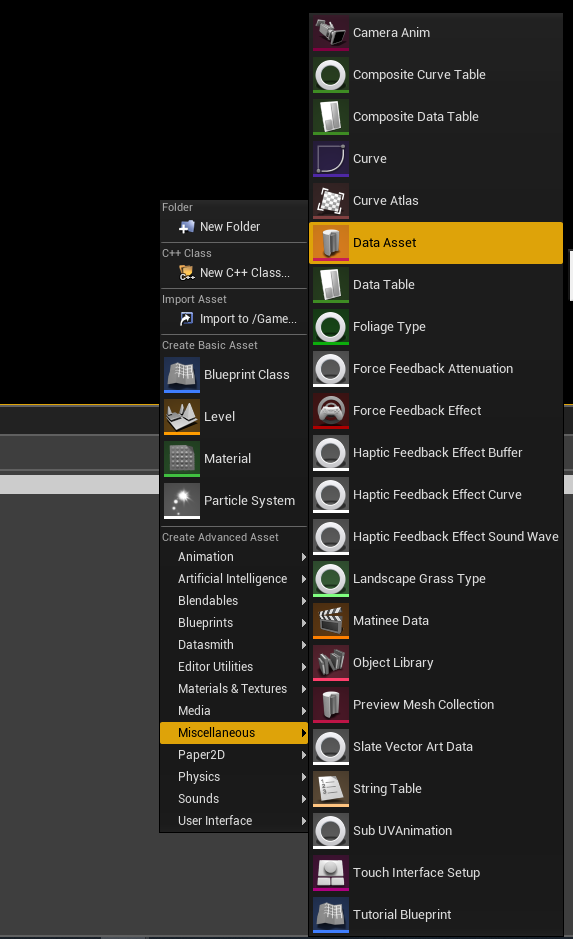 Folder
New Folder
C++ Class
New C++ Class...
Import Asset
Import to /Game...
Create Basic Asset
Blueprint Class
Level
Material
Particle System
Create Advanced Asset
Animation
Artificial Intelligence
Blendables
Blueprints
Datasmith
Editor Utilities
Materials & Textures
Media
Miscellaneous
Paper2D
Physics
Sounds
User Interface
Camera Anim
Composite Curve Table
Composite Data Table
Curve
Curve Atlas
Data Asset
Data Table
Foliage Type
Force Feedback Attenuation
Force Feedback Effect
Haptic Feedback Effect Buffer
Haptic Feedback Effect Curve
Haptic Feedback Effect Sound Wave
Landscape Grass Type
Matinee Data
Object Library
Preview Mesh Collection
Slate Vector Art Data
String Table
Sub UVAnimation
Touch Interface Setup
Tutorial Blueprint